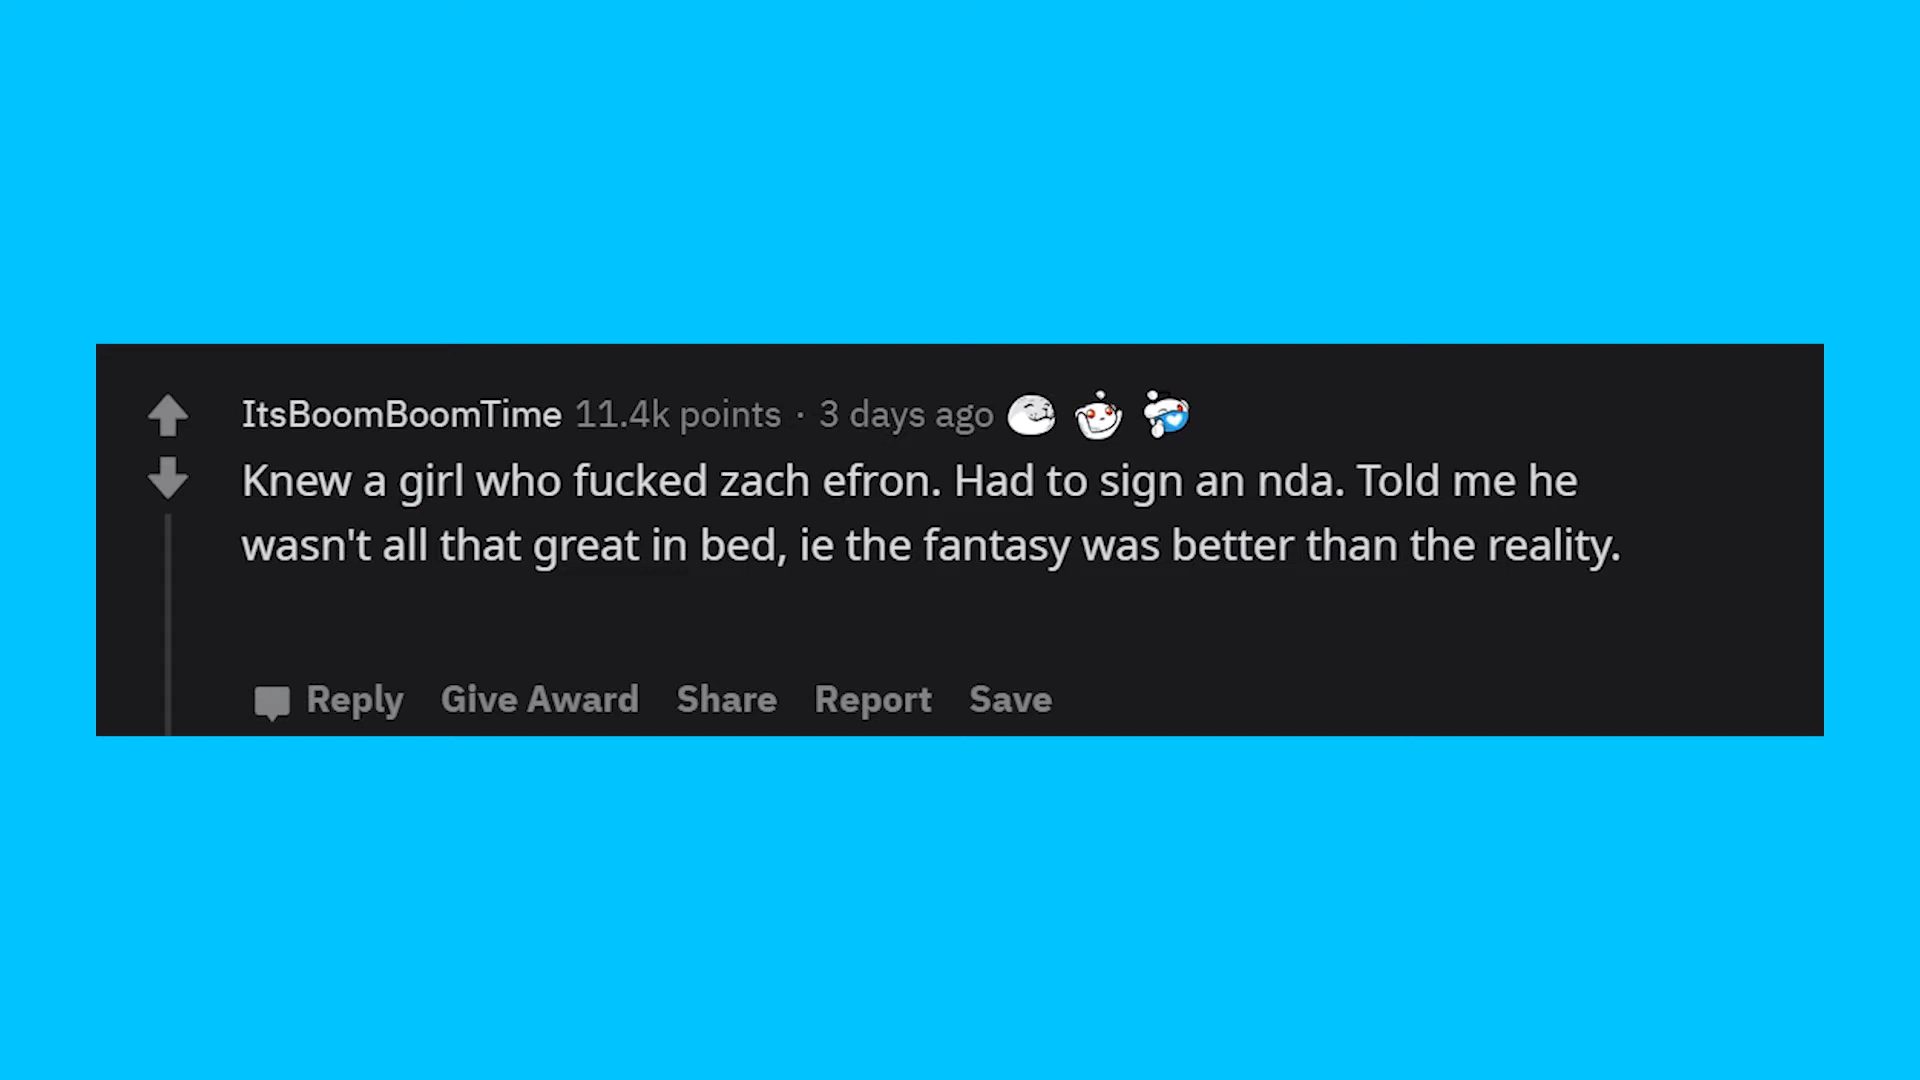 ItsBoomBoomTime 11.4k points · 3 days ago
Knew a girl who fucked zach efron. Had to sign an nda. Told me he
wasn't all that great in bed, ie the fantasy was better than the reality.
Reply Give Award Share Report Save